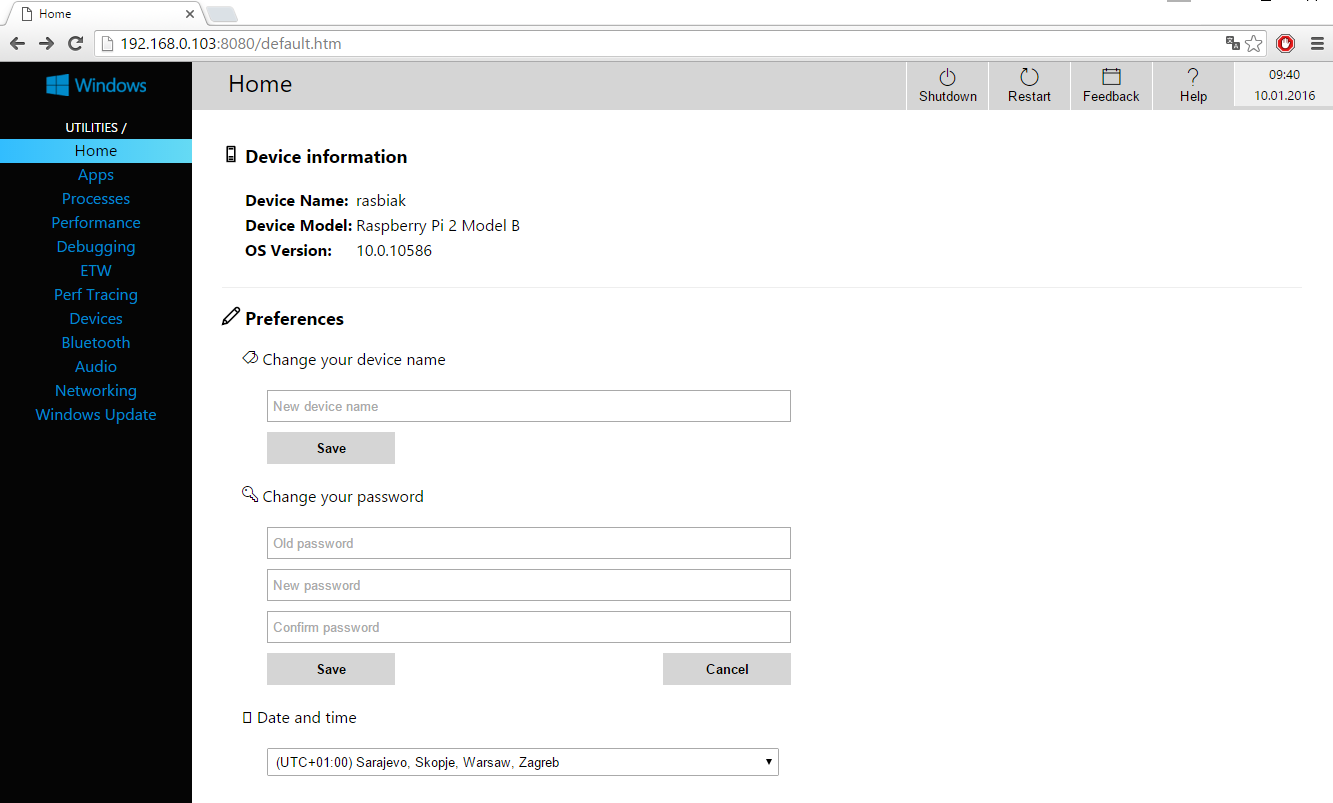 Home
192.168.0.103:8080/default.htm
Windows
Home
Shutdown
Restart
Feedback
Help
09:40
10.01.2016
UTILITIES /
Home
Apps
Processes
Performance
Debugging
ETW
Perf Tracing
Devices
Bluetooth
Audio
Networking
Windows Update
Device information
Device Name: rasbiak
Device Model: Raspberry Pi 2 Model B
OS Version: 10.0.10586
Preferences
Change your device name
New device name
Save
Change your password
Old password
New password
Confirm password
Save Cancel
Date and time
(UTC+01:00) Sarajevo, Skopje, Warsaw, Zagreb